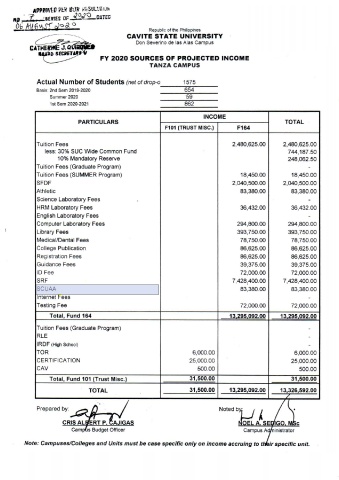 APPROVED PER BOR RESOLUTION
NO. 7 SERIES OF 2020 DATED
06 AUGUST 2020
CATHERINE J. QUIÑONES
BOARD SECRETARY V
Republic of the Philippines
CAVITE STATE UNIVERSITY
Don Severino de las Alas Campus
FY 2020 SOURCES OF PROJECTED INCOME
TANZA CAMPUS
Actual Number of Students (net of drop-o 1575
Basis: 2nd Sem 2019-2020 654
Summer 2020 59
1st Sem 2020-2021 862
PARTICULARS INCOME TOTAL
F101 (TRUST MISC.) F164
Tuition Fees 2,480,625.00 2,480,625.00
less: 30% SUC Wide Common Fund 744,187.50
10% Mandatory Reserve 248,062.50
Tuition Fees (Graduate Program) -
Tuition Fees (SUMMER Program) 18,450.00 18,450.00
SFDF 2,040,500.00 2,040,500.00
Athletic 83,380.00 83,380.00
Science Laboratory Fees -
HRM Laboratory Fees 36,432.00 36,432.00
English Laboratory Fees -
Computer Laboratory Fees 294,800.00 294,800.00
Library Fees 393,750.00 393,750.00
Medical/Dental Fees 78,750.00 78,750.00
College Publication 86,625.00 86,625.00
Registration Fees 86,625.00 86,625.00
Guidance Fees 39,375.00 39,375.00
ID Fee 72,000.00 72,000.00
SRF 7,428,400.00 7,428,400.00
SCUAA 83,380.00 83,380.00
Internet Fees -
Testing Fee 72,000.00 72,000.00
Total, Fund 164 13,295,092.00 13,295,092.00
Tuition Fees (Graduate Program) -
RLE -
IRDF (High School) -
TOR 6,000.00 6,000.00
CERTIFICATION 25,000.00 25,000.00
CAV 500.00 500.00
Total, Fund 101 (Trust Misc.) 31,500.00 31,500.00
TOTAL 31,500.00 13,295,092.00 13,326,592.00
Prepared by: Noted by:
CRIS ALBERT P. CAJIGAS NOEL A. SEDIGO, MSc
Campus Budget Officer Campus Administrator
Note: Campuses/Colleges and Units must be case specific only on income accruing to their specific unit.